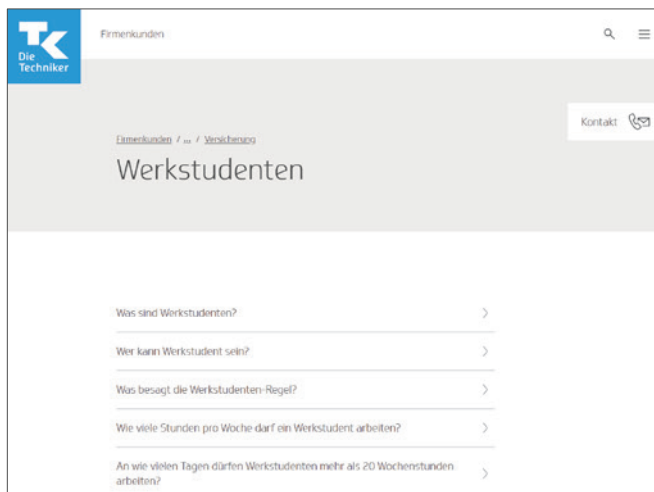 TK
Die
Techniker
Firmenkunden
Kontakt
Firmenkunden / ... / Versicherung
Werkstudenten
Was sind Werkstudenten?
Wer kann Werkstudent sein?
Was besagt die Werkstudenten-Regel?
Wie viele Stunden pro Woche darf ein Werkstudent arbeiten?
An wie vielen Tagen dürfen Werkstudenten mehr als 20 Wochenstunden
arbeiten?